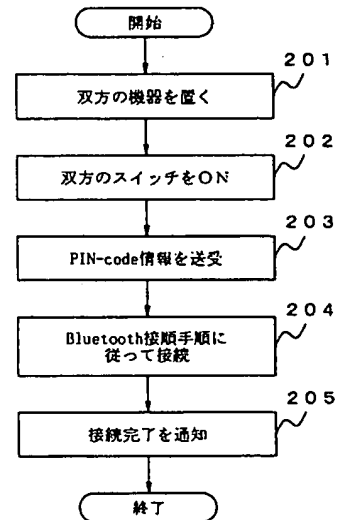 開始
201
双方の機器を置く
202
双方のスイッチをON
203
PIN-code情報を送受
204
Bluetooth接順手順に
従って接続
205
接続完了を通知
終了